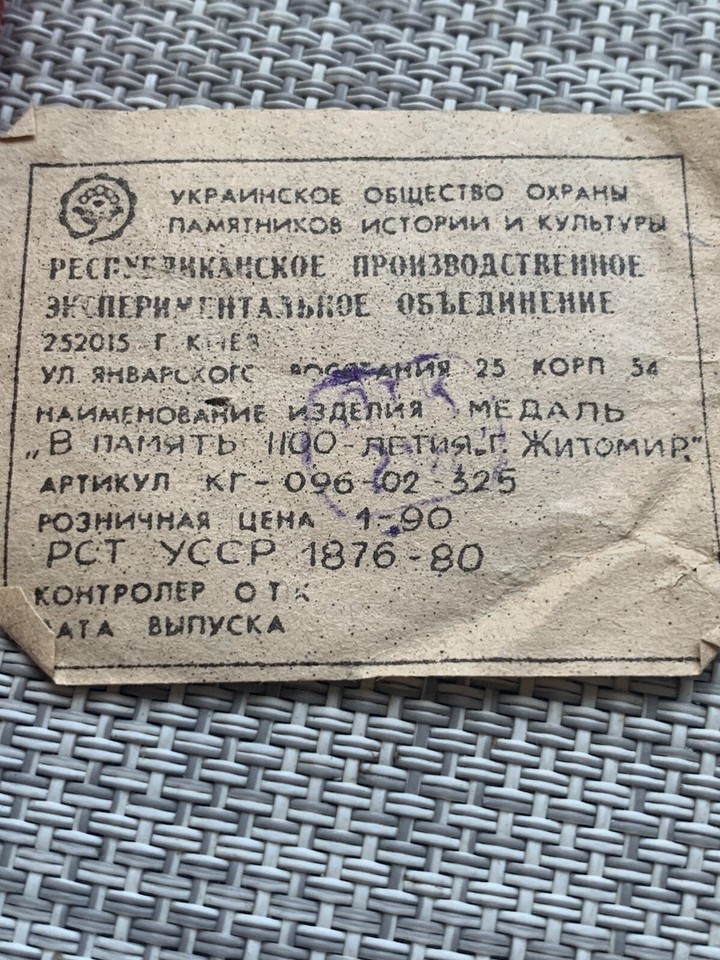 УКРАИНСКОЕ ОБЩЕСТВО ОХРАНЫ
ПАМЯТНИКОВ ИСТОРИИ И КУЛЬТУРЫ
РЕСПУБЛИКАНСКОЕ ПРОИЗВОДСТВЕННОЕ
ЭКСПЕРИМЕНТАЛЬНОЕ ОБЪЕДИНЕНИЕ
252015 Г КИЕВ
УЛ. ЯНВАРСКОГО ВОССТАНИЯ 25 КОРП 54
НАИМЕНОВАНИЕ ИЗДЕЛИЯ МЕДАЛЬ
„В ПАМЯТЬ 1100-ЛЕТИЯ Г. ЖИТОМИР."
АРТИКУЛ КГ-096-02-325
РОЗНИЧНАЯ ЦЕНА 1-90
РСТ УССР 1876-80
КОНТРОЛЕР ОТК
ДАТА ВЫПУСКА